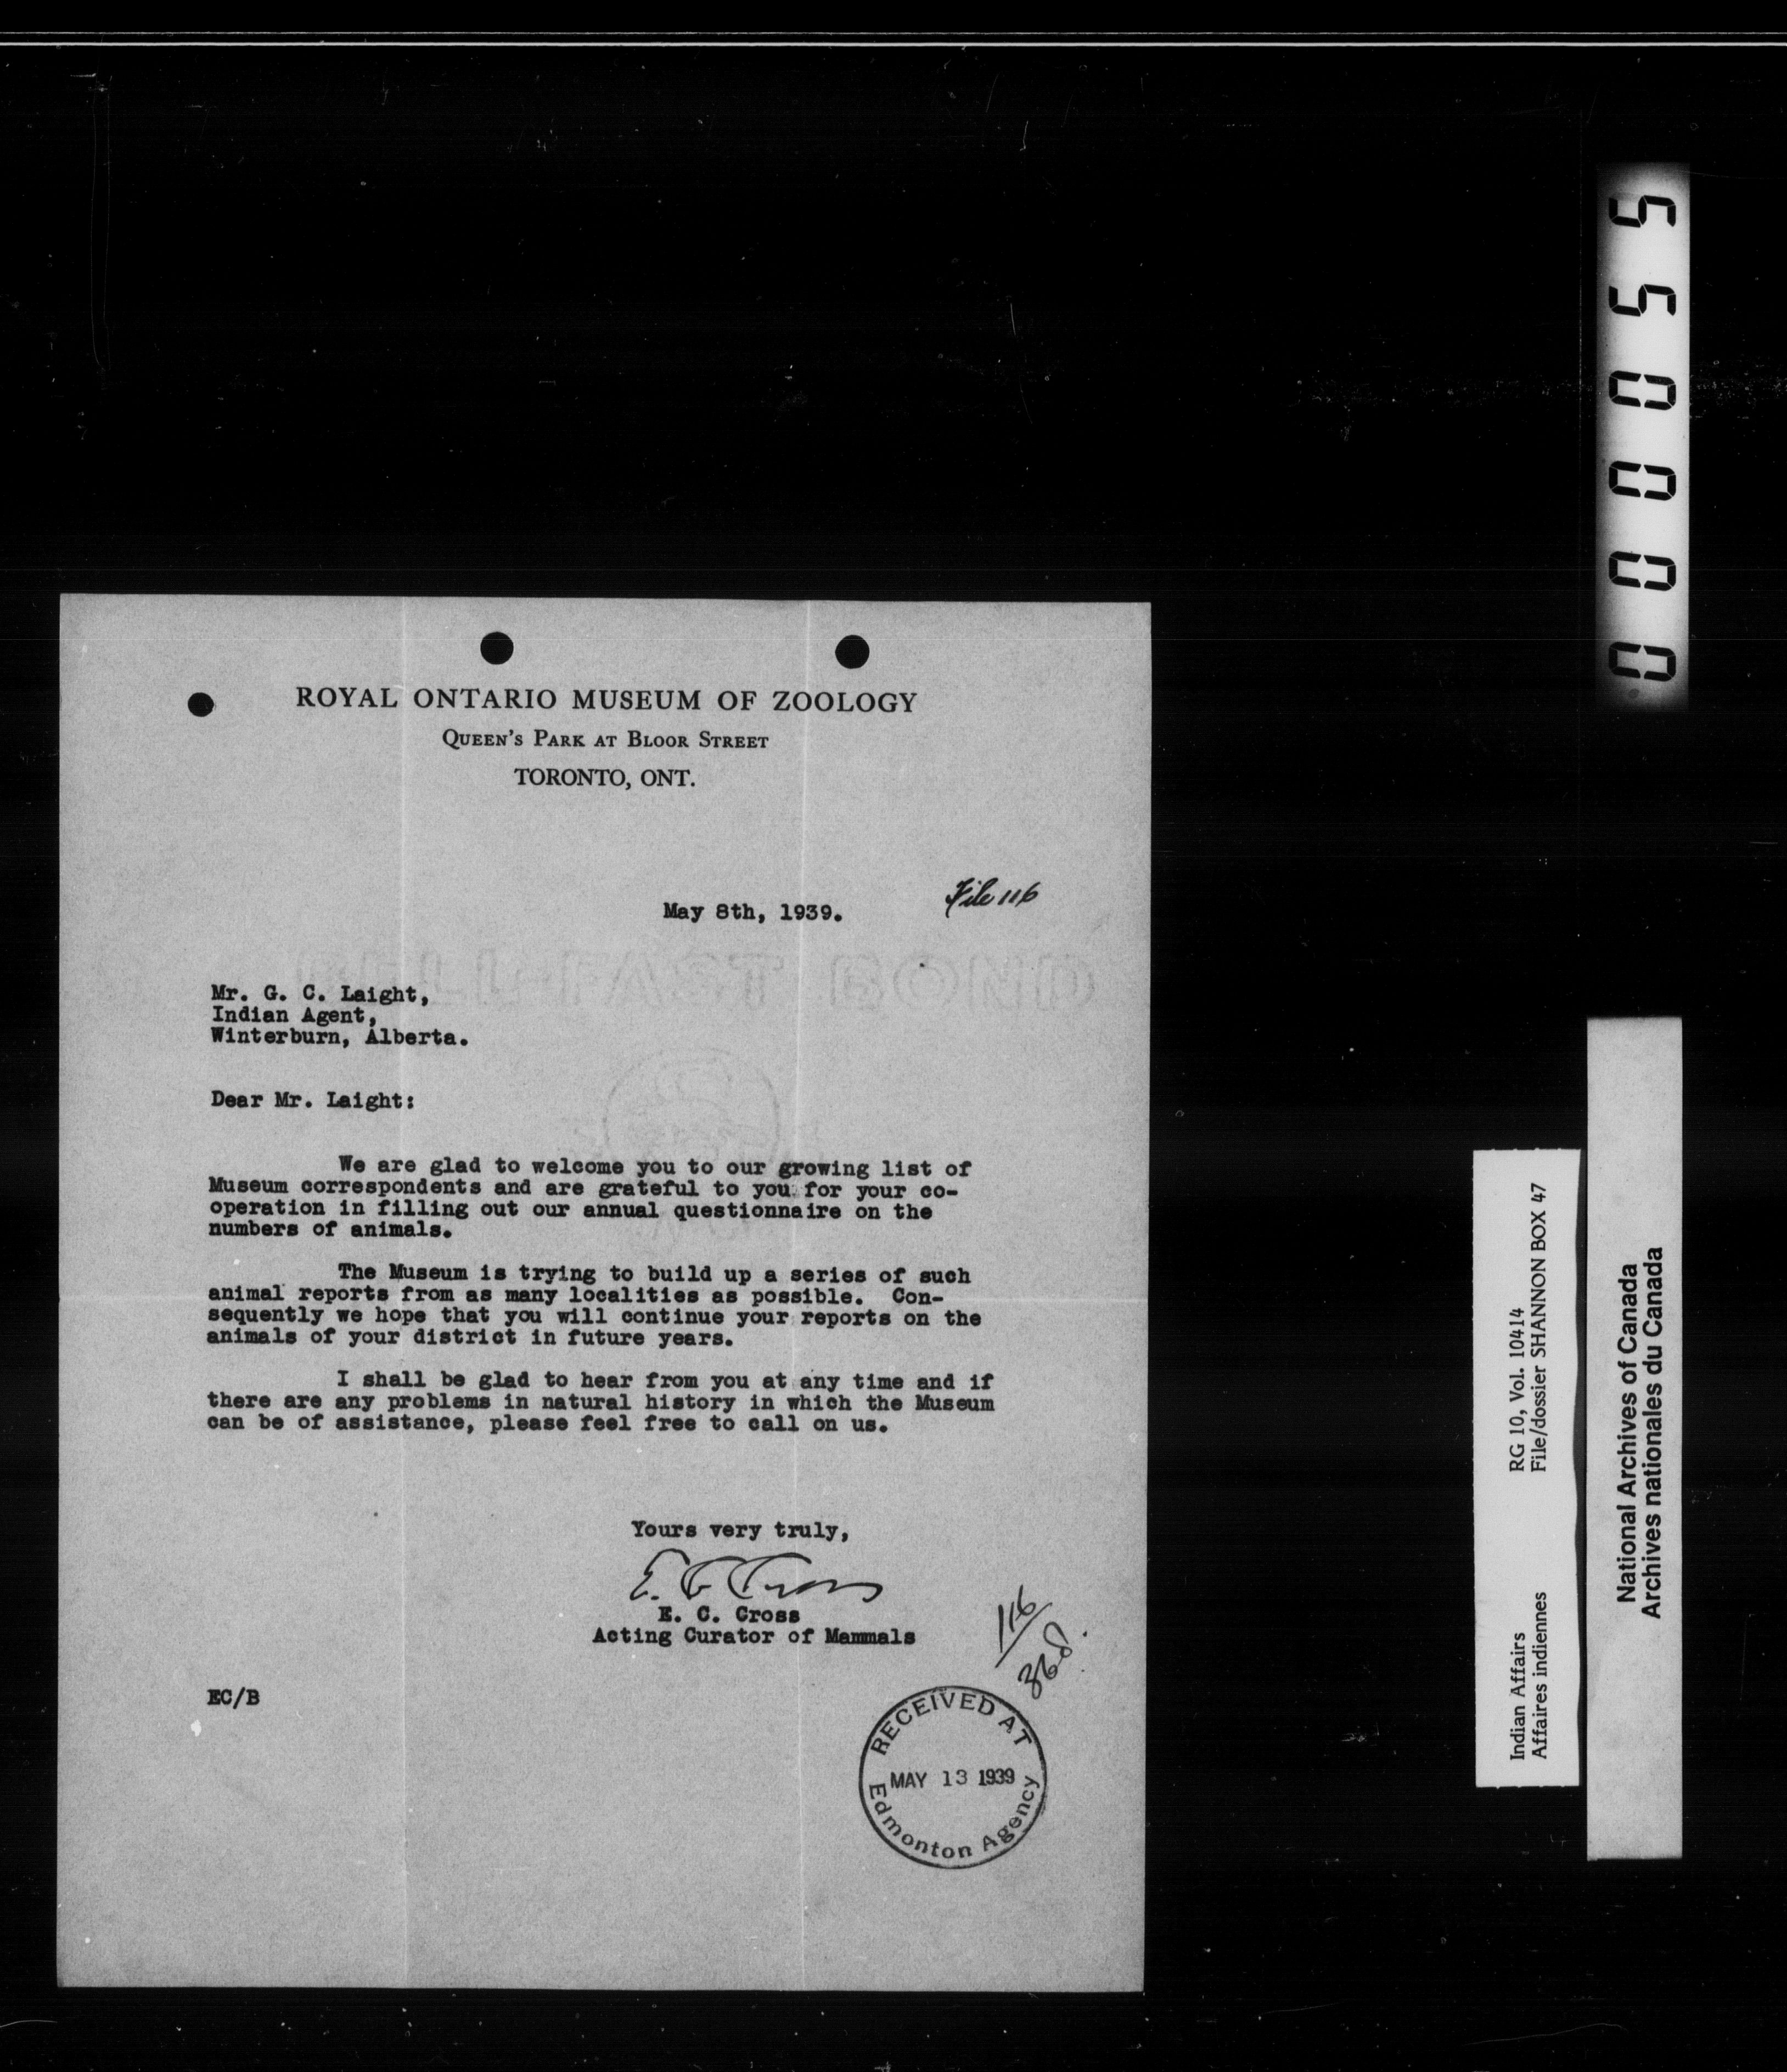 ROYAL ONTARIO MUSEUM OF ZOOLOGY
QUEEN'S PARK AT BLOOR STREET
TORONTO, ONT.
May 8th, 1939.
File 116
Mr. G. C. Laight,
Indian Agent,
Winterburn, Alberta.
Dear Mr. Laight:
We are glad to welcome you to our growing list of
Museum correspondents and are grateful to you for your co-
operation in filling out our annual questionnaire on the
numbers of animals.
The Museum is trying to build up a series of such
animal reports from as many localities as possible. Con-
sequently we hope that you will continue your reports on the
animals of your district in future years.
I shall be glad to hear from you at any time and if
there are any problems in natural history in which the Museum
can be of assistance, please feel free to call on us.
Yours very truly,
E. C. Cross
E. C. Cross
Acting Curator of Mammals
116
EC/B
RECEIVED AT
MAY 13 1939
Edmonton Agency
000055
Indian Affairs RG 10, Vol. 10414
Affaires indiennes File/dossier SHANNON BOX 47
National Archives of Canada
Archives nationales du Canada